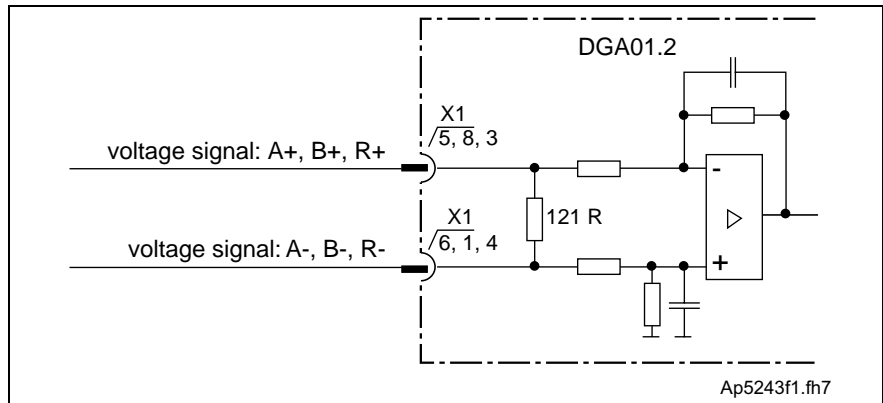 DGA01.2
X1
5, 8, 3
voltage signal: A+, B+, R+
-
121 R
X1
6, 1, 4
voltage signal: A-, B-, R-
+
Ap5243f1.fh7